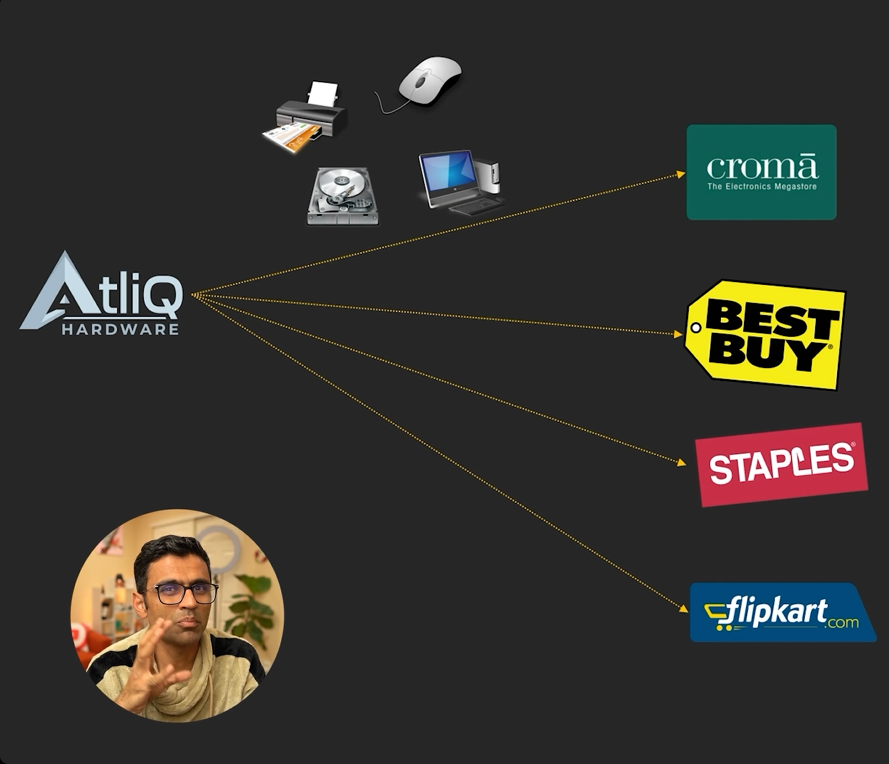 cromā
The Electronics Megastore
AtliQ
HARDWARE
BEST
BUY®
STAPLES®
flipkart
.com